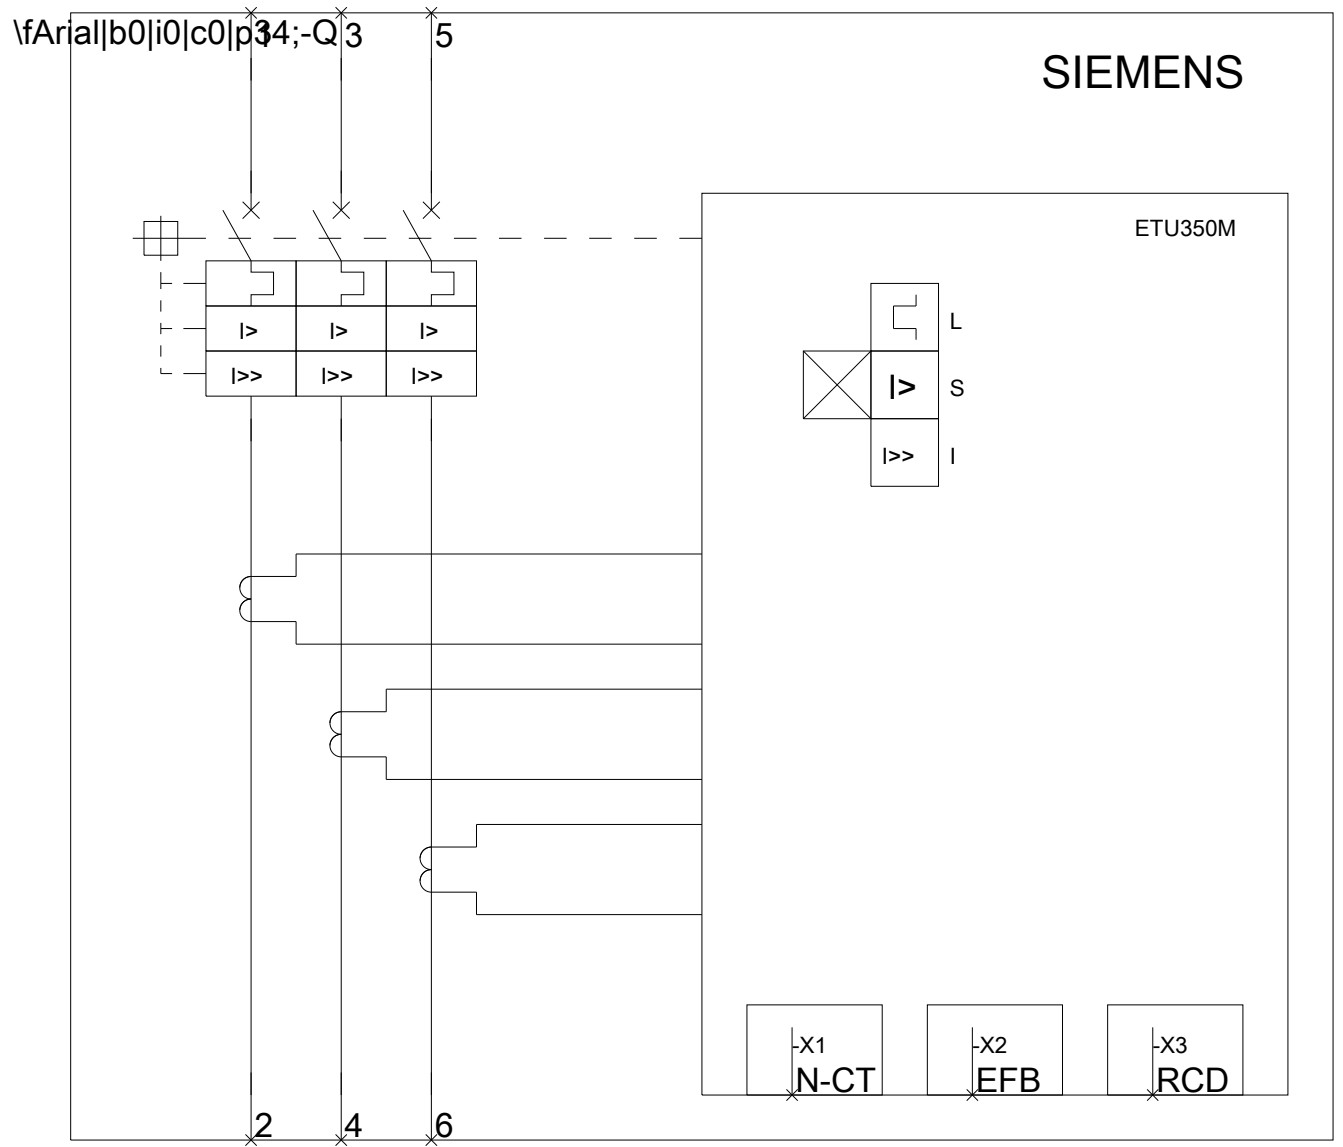 \fArial|b0|i0|c0|p34;-Q
1 3 5
SIEMENS
ETU350M
L
I> I> I>
I>> I>> I>>
I> S
I>> I
-X1 -X2 -X3
N-CT EFB RCD
2 4 6